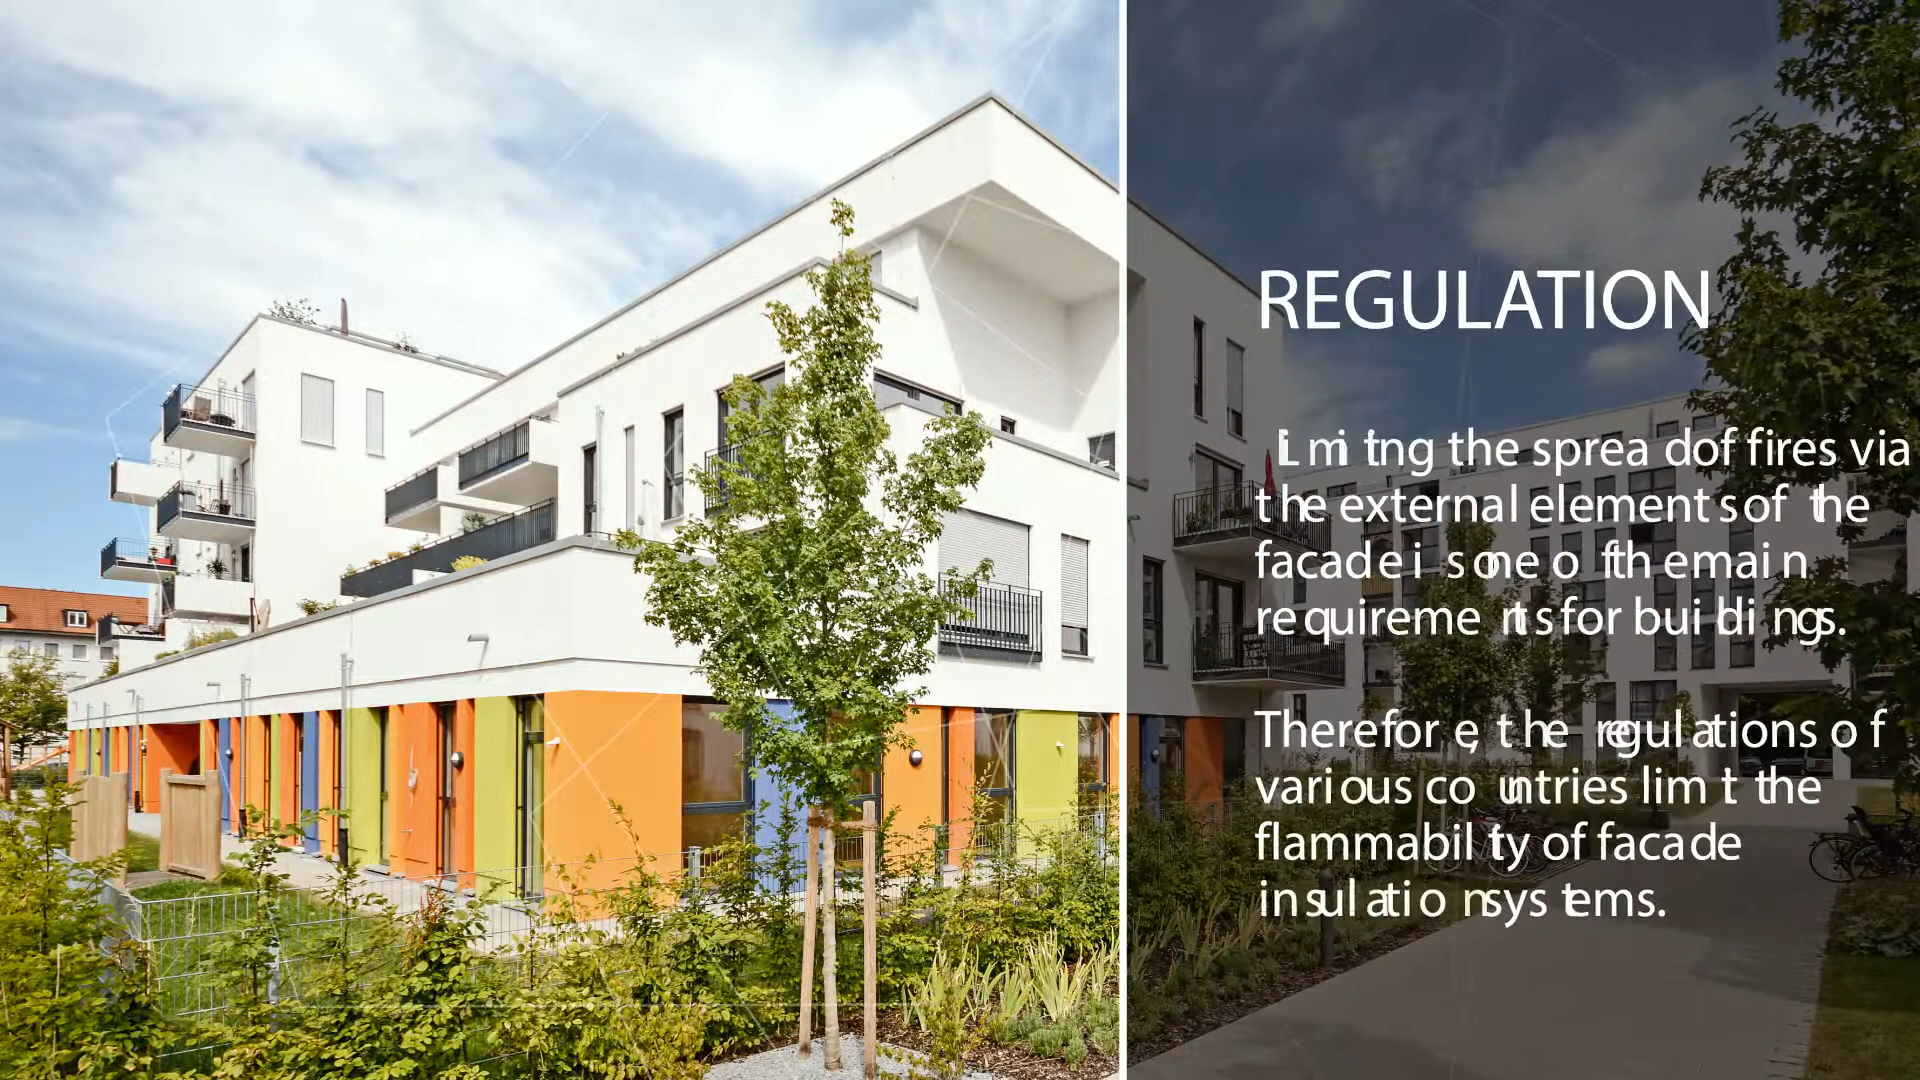 REGULATION
Limiting the spread of fires via
the external elements of the
facade is one of the main
requirements for buildings.
Therefore, the regulations of
various countries limit the
flammability of facade
insulation systems.